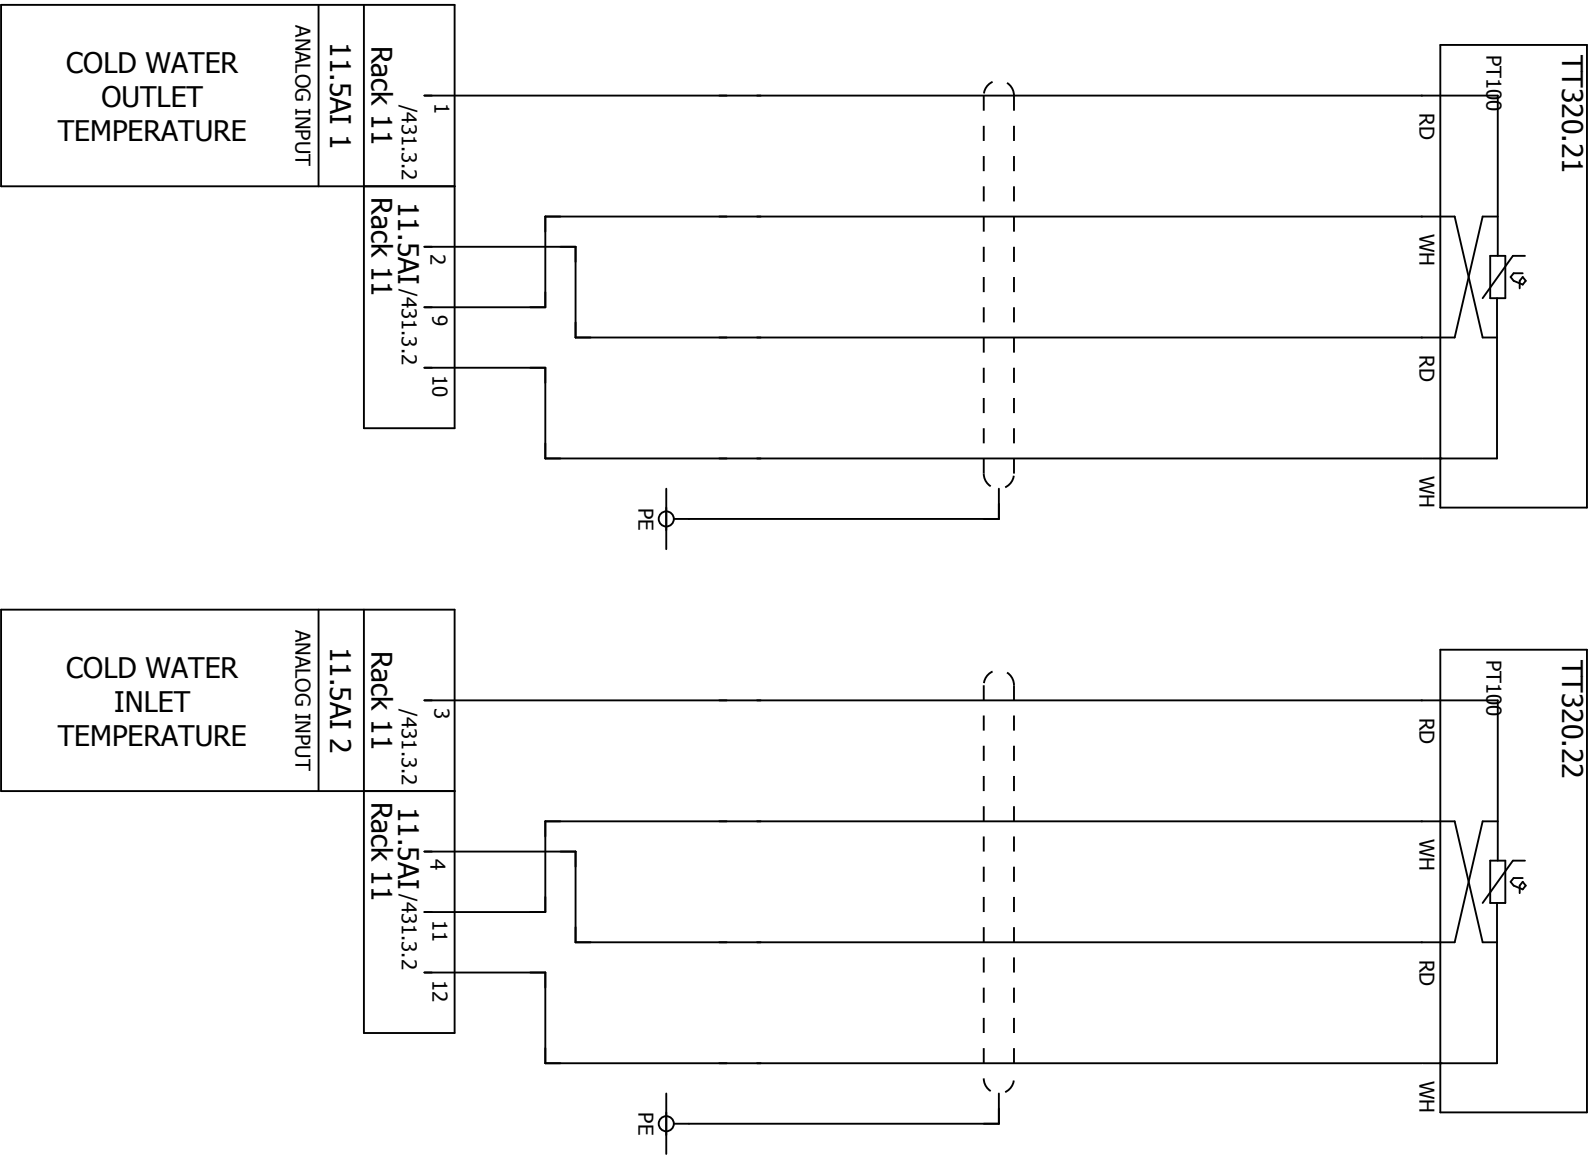 COLD WATER
OUTLET
TEMPERATURE
ANALOG INPUT
11.5AI 1
Rack 11
/431.3.2
1
11.5AI
Rack 11
/431.3.2
2
9
10
RD
WH
RD
WH
PE
PT100
TT320.21
COLD WATER
INLET
TEMPERATURE
ANALOG INPUT
11.5AI 2
Rack 11
/431.3.2
3
11.5AI
Rack 11
/431.3.2
4
11
12
RD
WH
RD
WH
PE
PT100
TT320.22